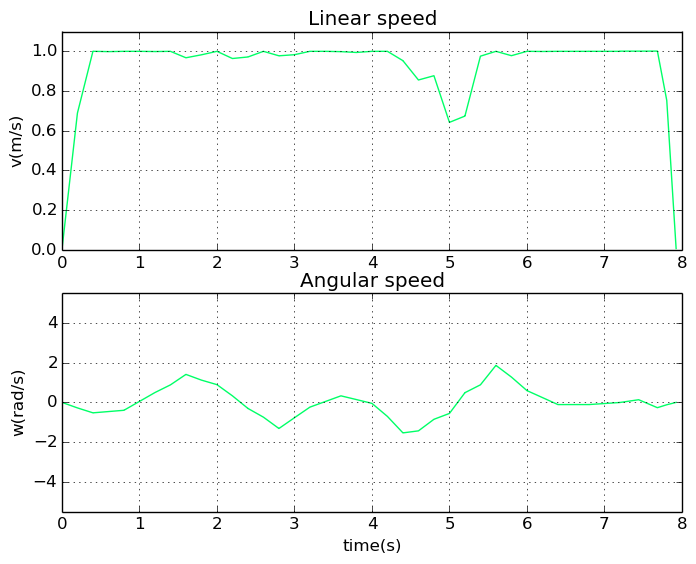 Linear speed
v(m/s)
1.0
0.8
0.6
0.4
0.2
0.0
0 1 2 3 4 5 6 7 8
Angular speed
w(rad/s)
4
2
0
−2
−4
0 1 2 3 4 5 6 7 8
time(s)